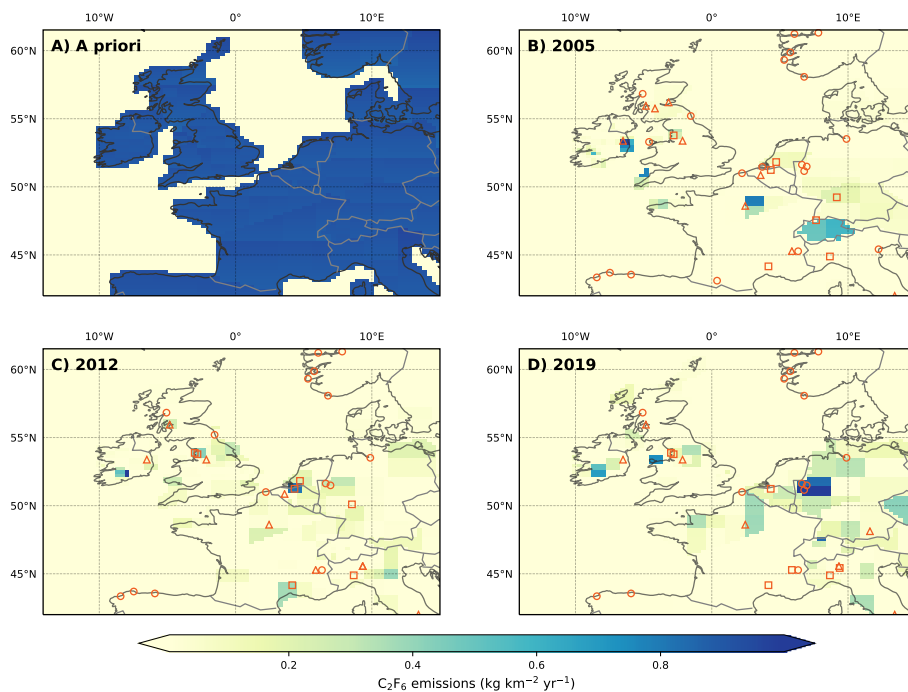 10°W 0° 10°E 10°W 0° 10°E
A) A priori B) 2005
60°N 60°N
55°N 55°N
50°N 50°N
45°N 45°N
10°W 0° 10°E 10°W 0° 10°E
C) 2012 D) 2019
60°N 60°N
55°N 55°N
50°N 50°N
45°N 45°N
0.2 0.4 0.6 0.8
C₂F₆ emissions (kg km⁻² yr⁻¹)